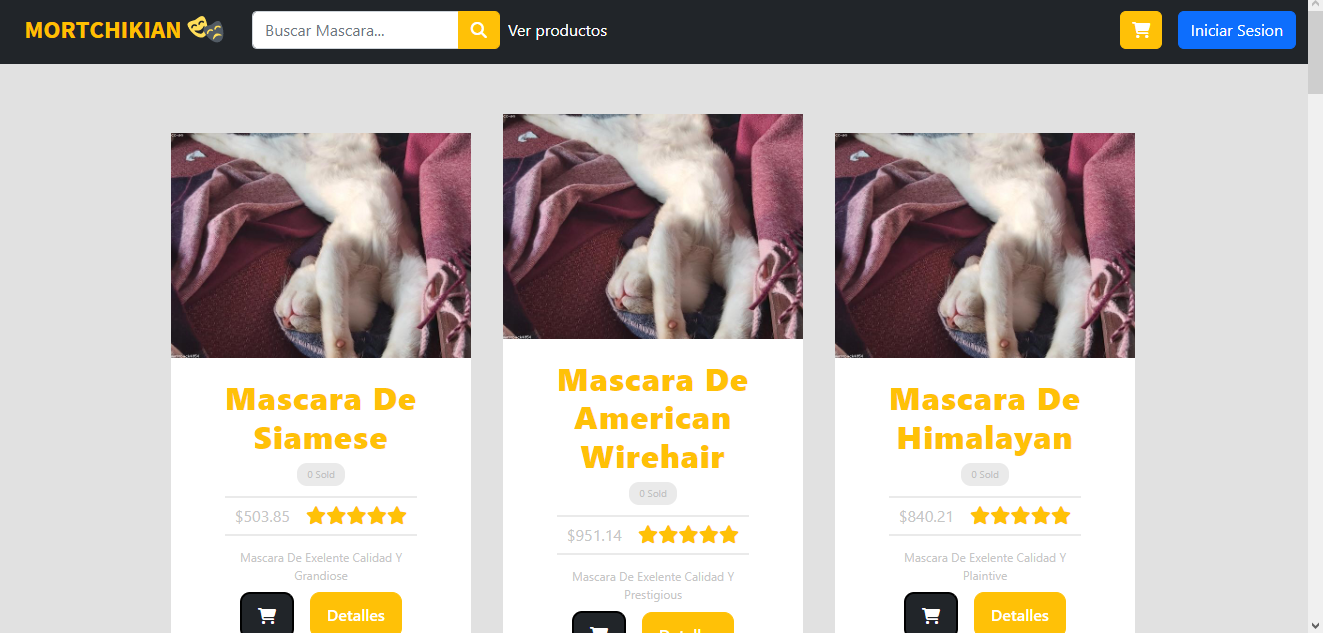 MORTCHIKIAN
Buscar Mascara...
Ver productos
Iniciar Sesion
Mascara De
Siamese
0 Sold
$503.85
Mascara De Exelente Calidad Y
Grandiose
Detalles
Mascara De
American
Wirehair
0 Sold
$951.14
Mascara De Exelente Calidad Y
Prestigious
Detalles
Mascara De
Himalayan
0 Sold
$840.21
Mascara De Exelente Calidad Y
Plaintive
Detalles